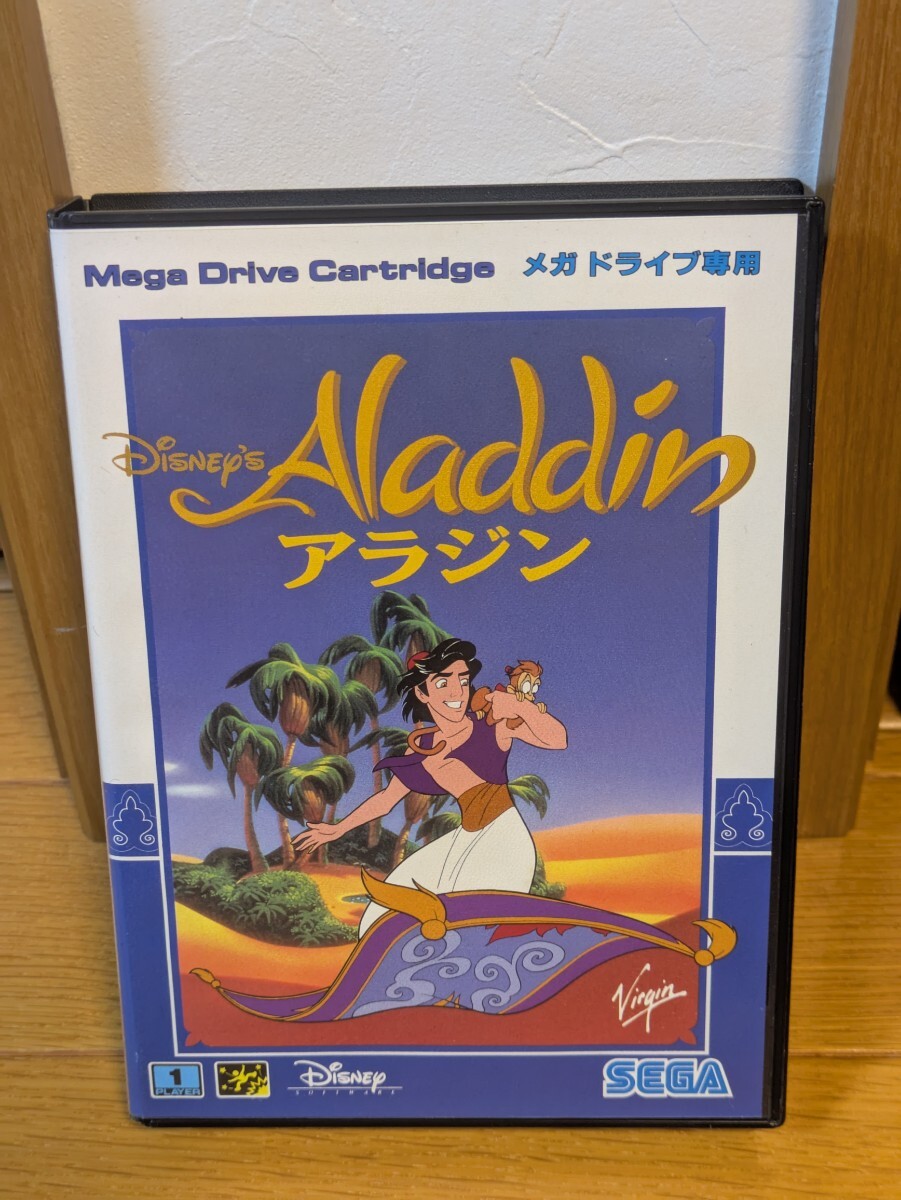 Mega Drive Cartridge メガ ドライブ専用
Disney's Aladdin
アラジン
Virgin
1
PLAYER
Disney
SOFTWARE
SEGA